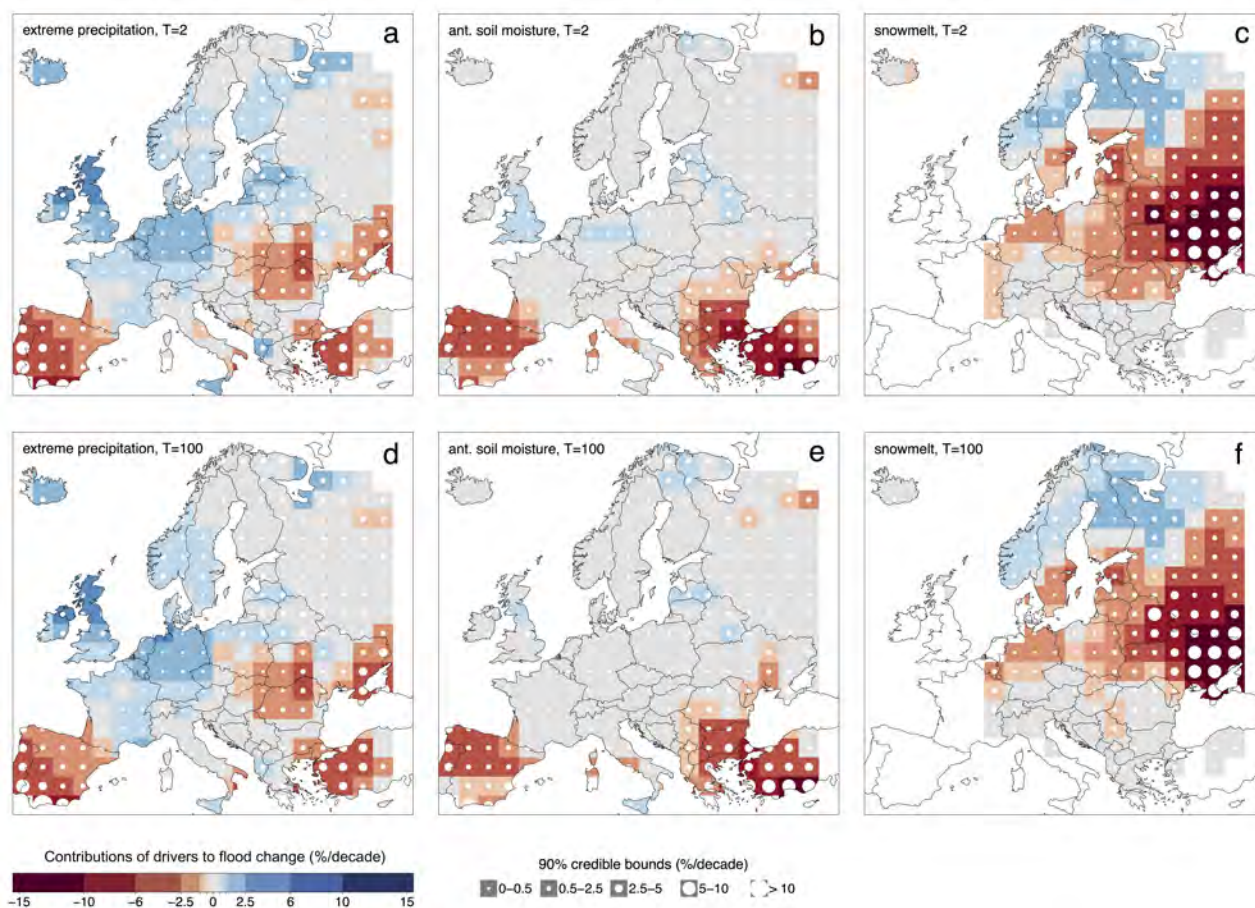 extreme precipitation, T=2
a
ant. soil moisture, T=2
b
snowmelt, T=2
c
extreme precipitation, T=100
d
ant. soil moisture, T=100
e
snowmelt, T=100
f
Contributions of drivers to flood change (%/decade)
−15 −10 −6 −2.5 0 2.5 6 10 15
90% credible bounds (%/decade)
0−0.5 0.5−2.5 2.5−5 5−10 > 10